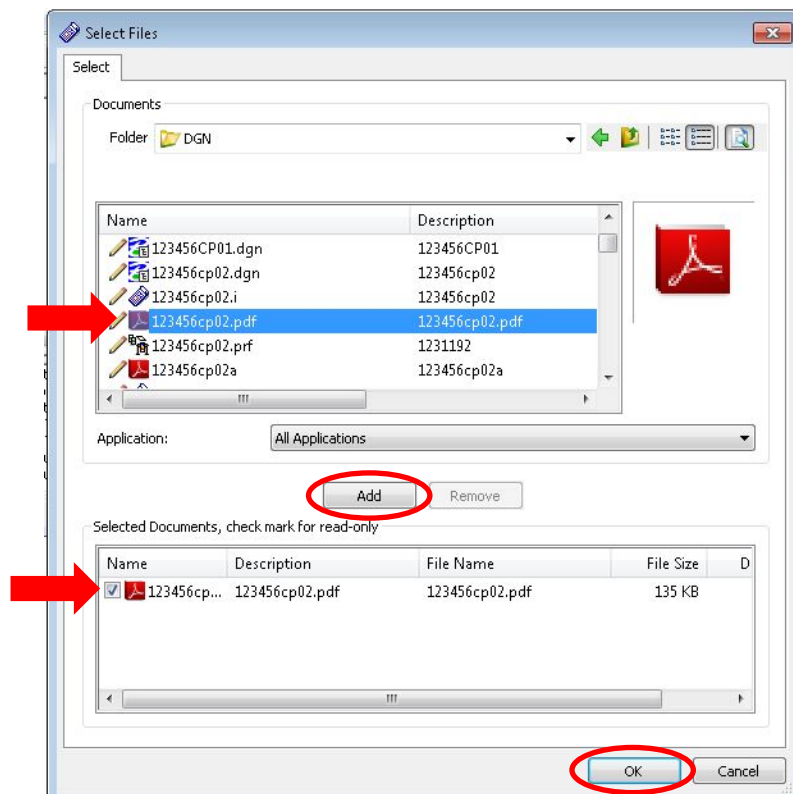 Select Files
Select
Documents
Folder DGN
Name Description
123456CP01.dgn 123456CP01
123456cp02.dgn 123456cp02
123456cp02.i 123456cp02
123456cp02.pdf 123456cp02.pdf
123456cp02.prf 1231192
123456cp02a 123456cp02a
Application: All Applications
Add Remove
Selected Documents, check mark for read-only
Name Description File Name File Size D
123456cp... 123456cp02.pdf 123456cp02.pdf 135 KB
OK Cancel